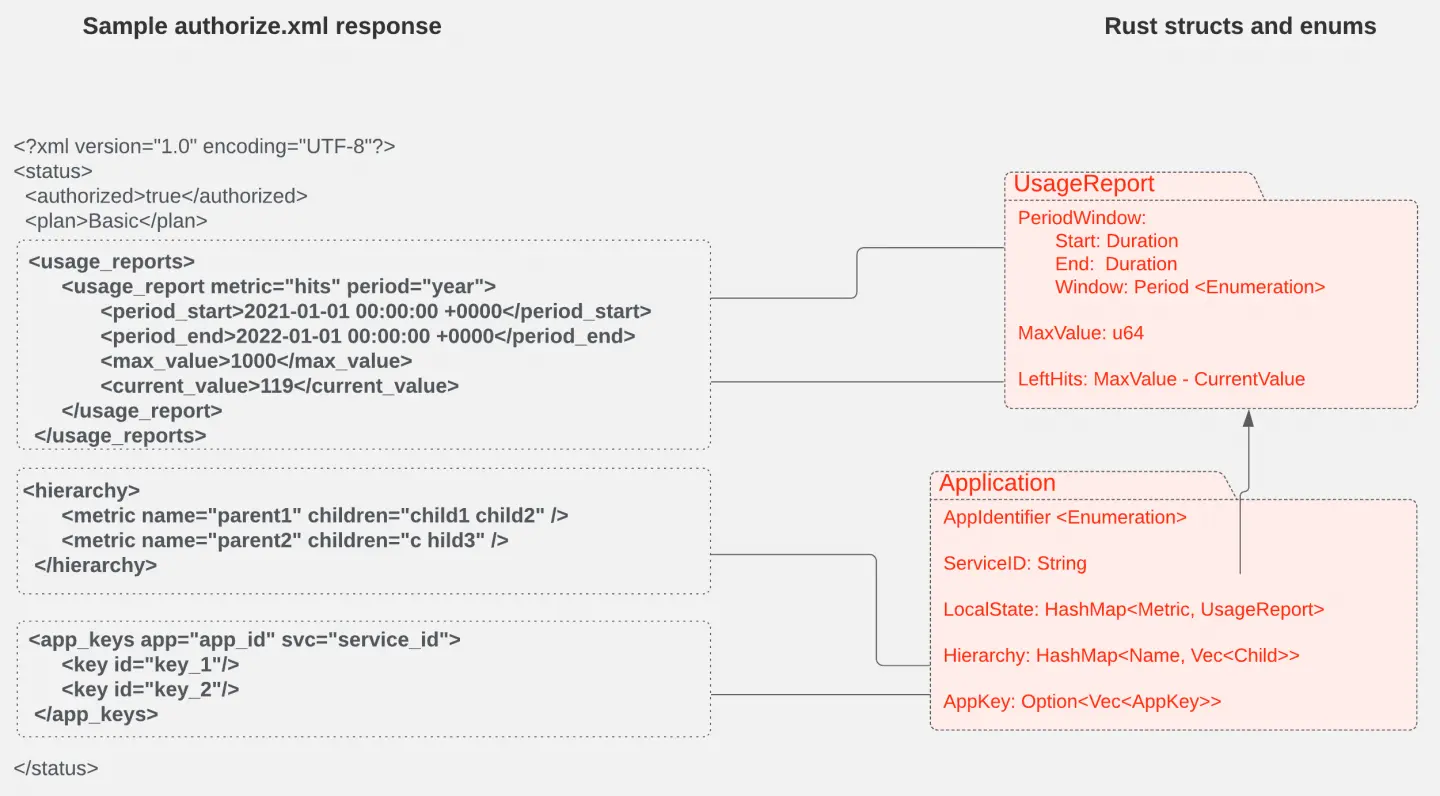 Sample authorize.xml response
Rust structs and enums
<?xml version="1.0" encoding="UTF-8"?>
<status>
<authorized>true</authorized>
<plan>Basic</plan>
<usage_reports>
<usage_report metric="hits" period="year">
<period_start>2021-01-01 00:00:00 +0000</period_start>
<period_end>2022-01-01 00:00:00 +0000</period_end>
<max_value>1000</max_value>
<current_value>119</current_value>
</usage_report>
</usage_reports>
<hierarchy>
<metric name="parent1" children="child1 child2" />
<metric name="parent2" children="c hild3" />
</hierarchy>
<app_keys app="app_id" svc="service_id">
<key id="key_1"/>
<key id="key_2"/>
</app_keys>
</status>
UsageReport
PeriodWindow:
Start: Duration
End:  Duration
Window: Period <Enumeration>
MaxValue: u64
LeftHits: MaxValue - CurrentValue
Application
AppIdentifier <Enumeration>
ServiceID: String
LocalState: HashMap<Metric, UsageReport>
Hierarchy: HashMap<Name, Vec<Child>>
AppKey: Option<Vec<AppKey>>